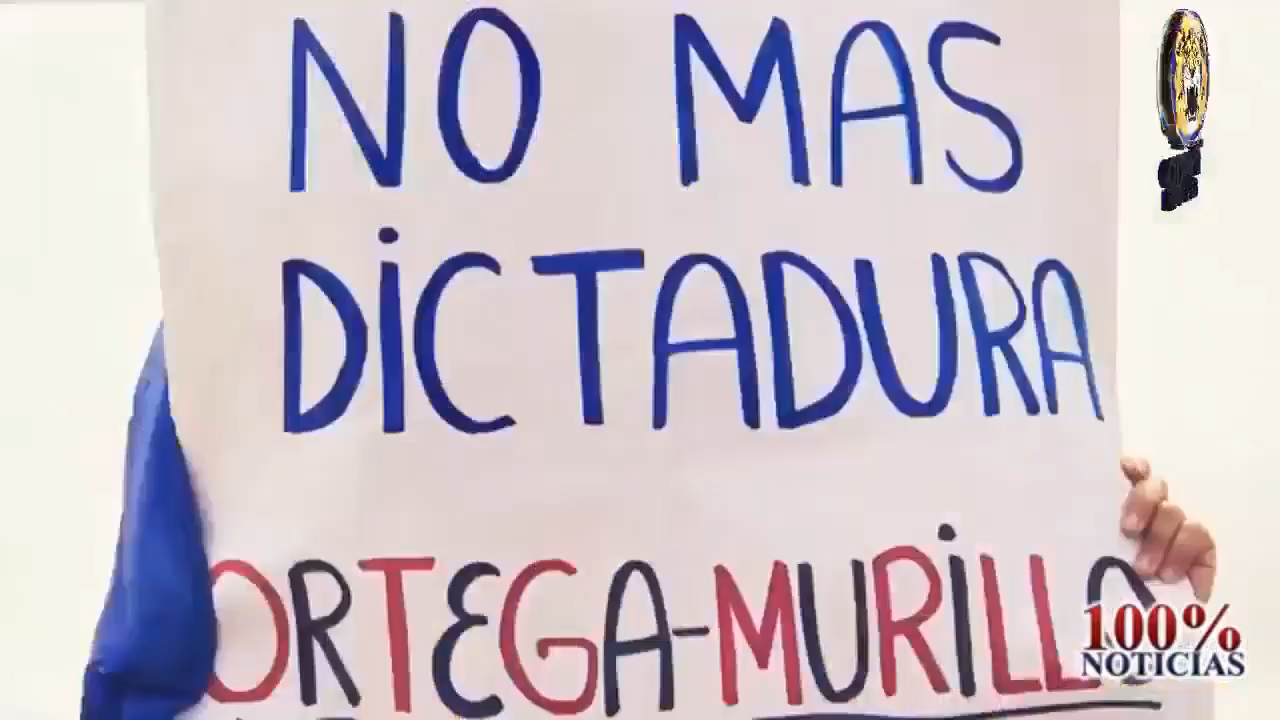 NO MAS
DiCTADURA
ORTEGA-MURiLLO
100%
NOTICIAS